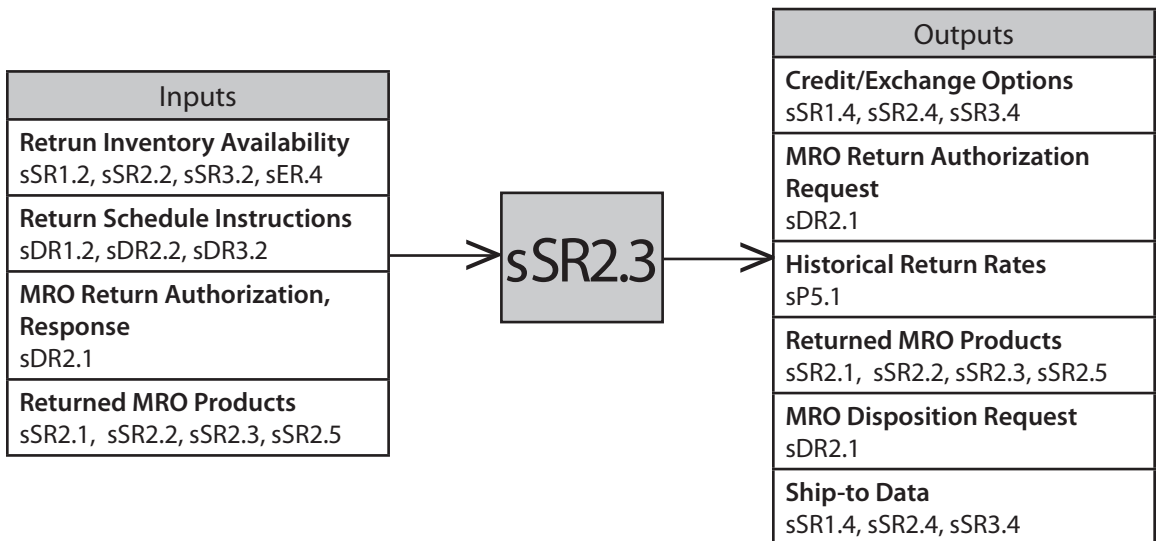 Inputs
Retrun Inventory Availability
sSR1.2, sSR2.2, sSR3.2, sER.4
Return Schedule Instructions
sDR1.2, sDR2.2, sDR3.2
MRO Return Authorization,
Response
sDR2.1
Returned MRO Products
sSR2.1, sSR2.2, sSR2.3, sSR2.5
sSR2.3
Outputs
Credit/Exchange Options
sSR1.4, sSR2.4, sSR3.4
MRO Return Authorization
Request
sDR2.1
Historical Return Rates
sP5.1
Returned MRO Products
sSR2.1, sSR2.2, sSR2.3, sSR2.5
MRO Disposition Request
sDR2.1
Ship-to Data
sSR1.4, sSR2.4, sSR3.4